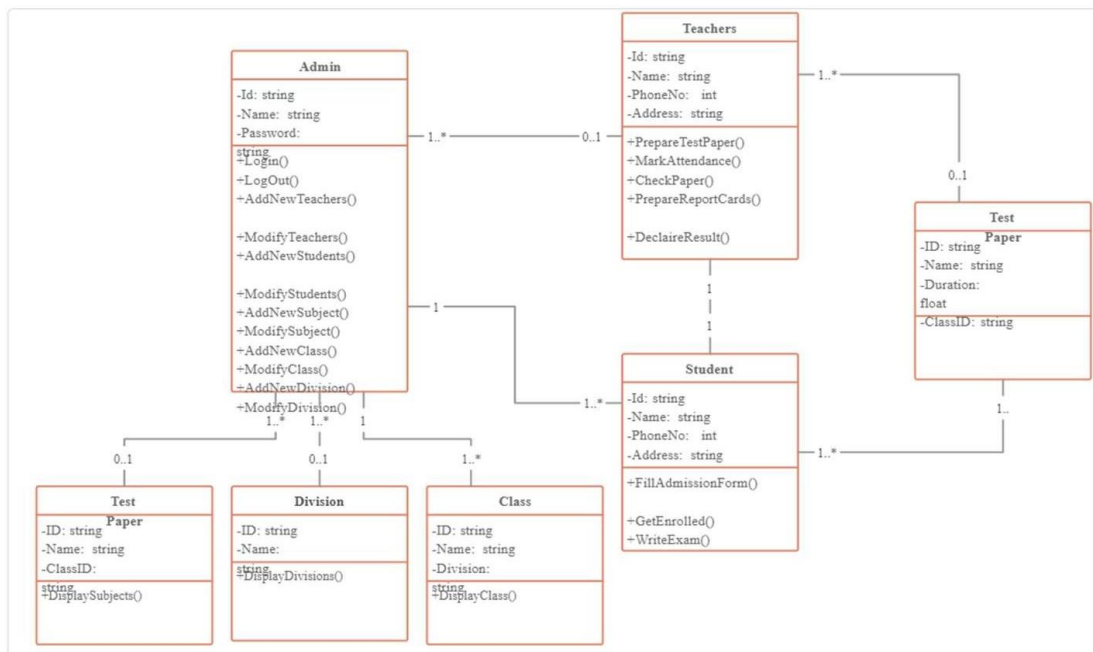 Teachers
-Id: string
-Name: string
-PhoneNo: int
-Address: string
+PrepareTestPaper()
+MarkAttendance()
+CheckPaper()
+PrepareReportCards()
+DeclaireResult()
Admin
-Id: string
-Name: string
-Password:
string
+Login()
+LogOut()
+AddNewTeachers()
+ModifyTeachers()
+AddNewStudents()
+ModifyStudents()
+AddNewSubject()
+ModifySubject()
+AddNewClass()
+ModifyClass()
+AddNewDivision()
+ModifyDivision()
1..*
0..1
1..*
0..1
Test
Paper
-ID: string
-Name: string
-Duration:
float
-ClassID: string
1
1
1
1..*
Student
-Id: string
-Name: string
-PhoneNo: int
-Address: string
+FillAdmissionForm()
+GetEnrolled()
+WriteExam()
1..
1..*
1..*
1..*
1
0..1
0..1
1..*
Test
Paper
-ID: string
-Name: string
-ClassID:
string
+DisplaySubjects()
Division
-ID: string
-Name:
string
+DisplayDivisions()
Class
-ID: string
-Name: string
-Division:
string
+DisplayClass()